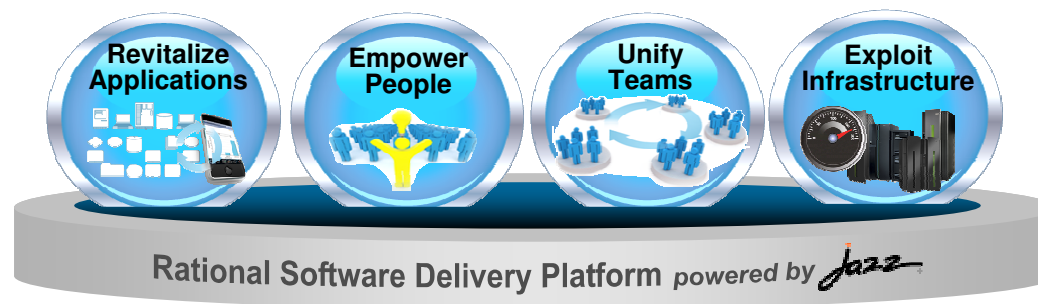 Revitalize
Applications
Empower
People
Unify
Teams
Exploit
Infrastructure
Rational Software Delivery Platform powered by Jazz